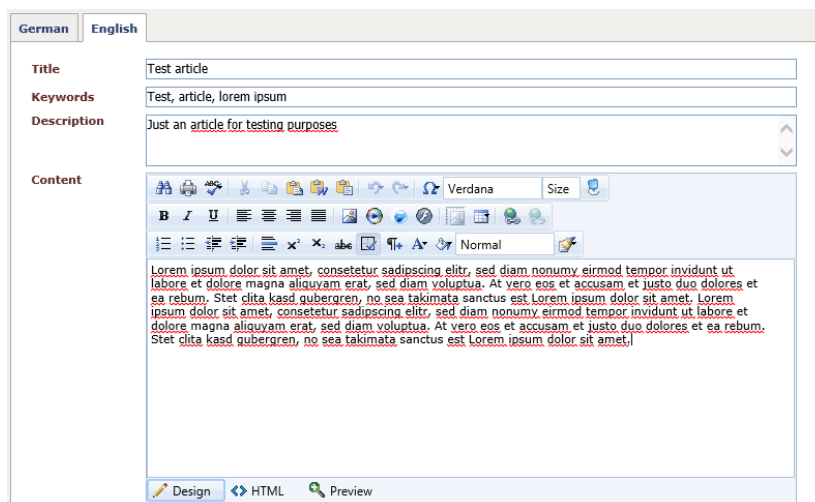 German English
Title Test article
Keywords Test, article, lorem ipsum
Description Just an article for testing purposes
Content
ABC Ω Verdana Size
B I U
x² x₂ abc ¶ A Normal
Lorem ipsum dolor sit amet, consetetur sadipscing elitr, sed diam nonumy eirmod tempor invidunt ut
labore et dolore magna aliquyam erat, sed diam voluptua. At vero eos et accusam et justo duo dolores et
ea rebum. Stet clita kasd gubergren, no sea takimata sanctus est Lorem ipsum dolor sit amet. Lorem
ipsum dolor sit amet, consetetur sadipscing elitr, sed diam nonumy eirmod tempor invidunt ut labore et
dolore magna aliquyam erat, sed diam voluptua. At vero eos et accusam et justo duo dolores et ea rebum.
Stet clita kasd gubergren, no sea takimata sanctus est Lorem ipsum dolor sit amet.
Design HTML Preview